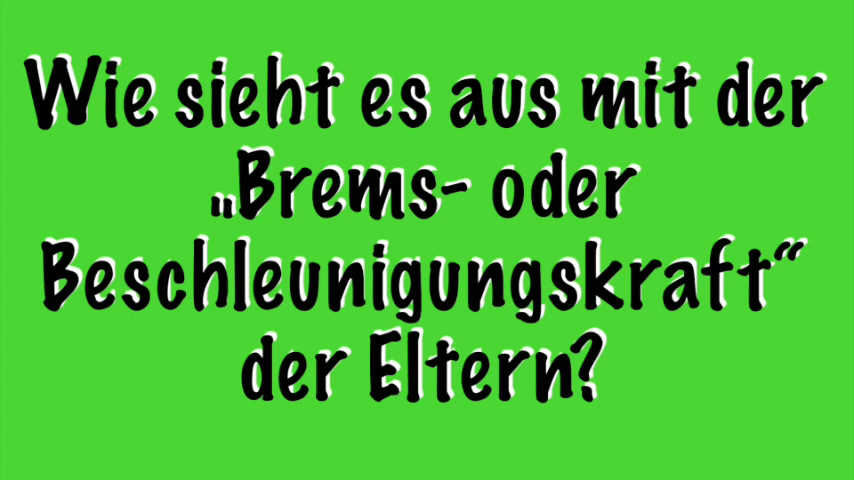 Wie sieht es aus mit der
„Brems- oder
Beschleunigungskraft“
der Eltern?